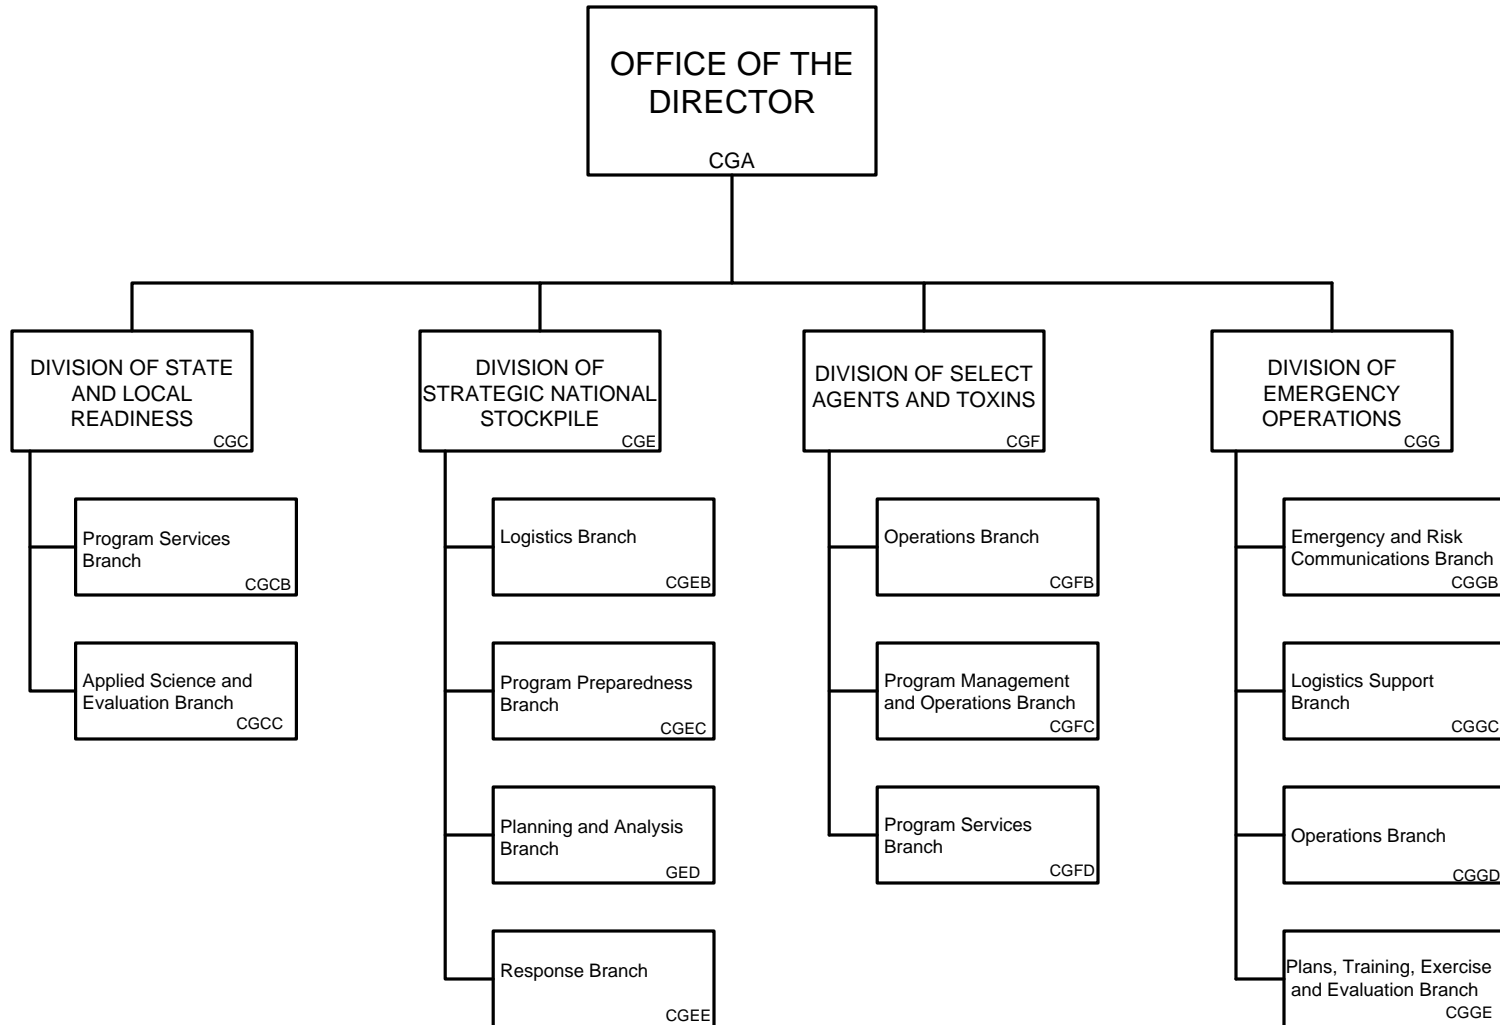 OFFICE OF THE
DIRECTOR
CGA
DIVISION OF STATE
AND LOCAL
READINESS
CGC
DIVISION OF
STRATEGIC NATIONAL
STOCKPILE
CGE
DIVISION OF SELECT
AGENTS AND TOXINS
CGF
DIVISION OF
EMERGENCY
OPERATIONS
CGG
Program Services
Branch
CGCB
Applied Science and
Evaluation Branch
CGCC
Logistics Branch
CGEB
Program Preparedness
Branch
CGEC
Planning and Analysis
Branch
GED
Response Branch
CGEE
Operations Branch
CGFB
Program Management
and Operations Branch
CGFC
Program Services
Branch
CGFD
Emergency and Risk
Communications Branch
CGGB
Logistics Support
Branch
CGGC
Operations Branch
CGGD
Plans, Training, Exercise
and Evaluation Branch
CGGE